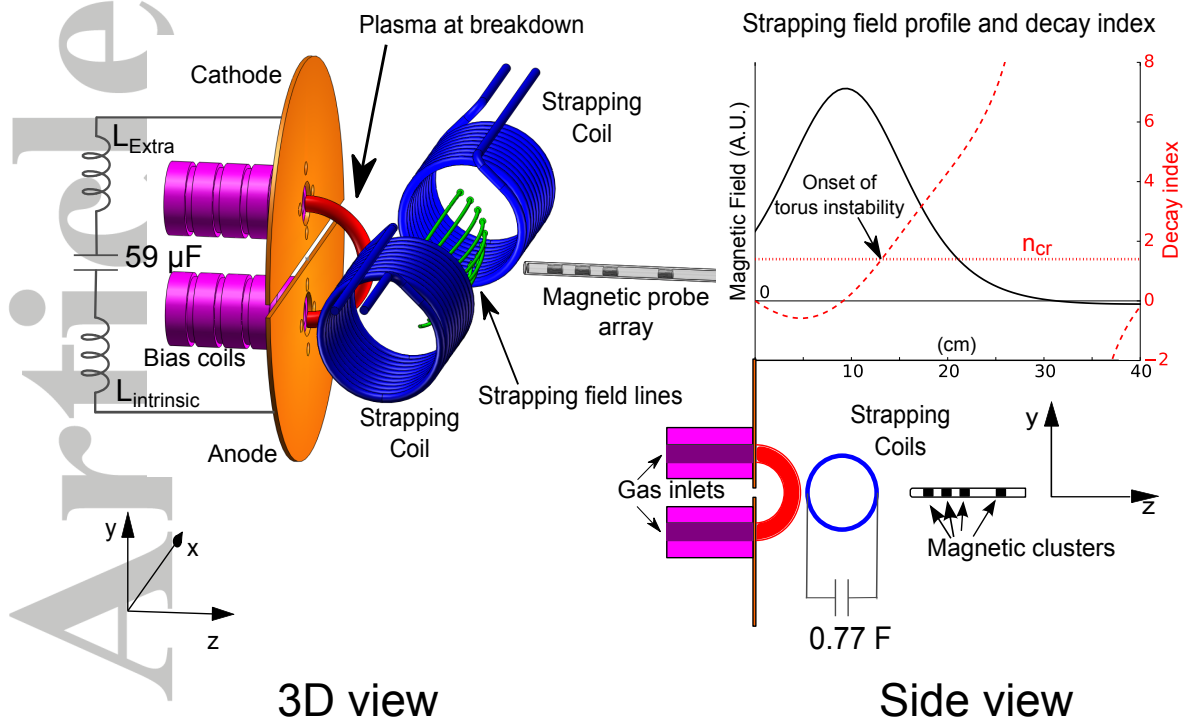 Article
Plasma at breakdown
Cathode
Strapping
Coil
L_Extra
59 µF
Magnetic probe
array
Bias coils
L_intrinsic
Strapping field lines
Strapping
Coil
Anode
y
x
z
3D view
Strapping field profile and decay index
Magnetic Field (A.U.)
Decay index
8
6
4
2
0
−2
Onset of
torus instability
n_cr
0
(cm)
10
20
30
40
Strapping
Coils
y
z
Gas inlets
Magnetic clusters
0.77 F
Side view